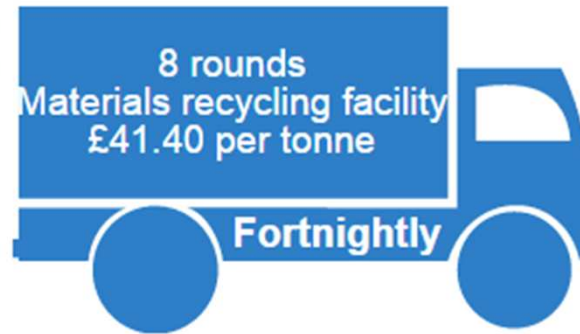 8 rounds
Materials recycling facility
£41.40 per tonne
Fortnightly